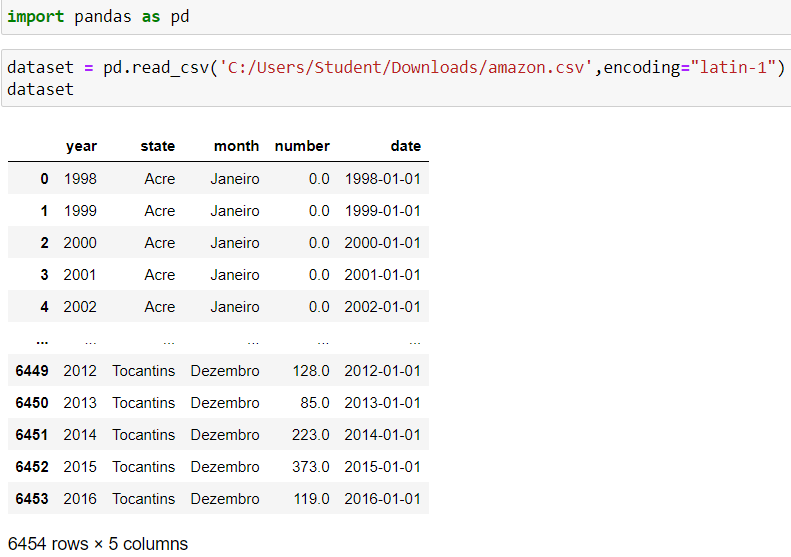 import pandas as pd
dataset = pd.read_csv('C:/Users/Student/Downloads/amazon.csv',encoding="latin-1")
dataset
year state month number date
0 1998 Acre Janeiro 0.0 1998-01-01
1 1999 Acre Janeiro 0.0 1999-01-01
2 2000 Acre Janeiro 0.0 2000-01-01
3 2001 Acre Janeiro 0.0 2001-01-01
4 2002 Acre Janeiro 0.0 2002-01-01
... ... ... ... ... ...
6449 2012 Tocantins Dezembro 128.0 2012-01-01
6450 2013 Tocantins Dezembro 85.0 2013-01-01
6451 2014 Tocantins Dezembro 223.0 2014-01-01
6452 2015 Tocantins Dezembro 373.0 2015-01-01
6453 2016 Tocantins Dezembro 119.0 2016-01-01
6454 rows × 5 columns